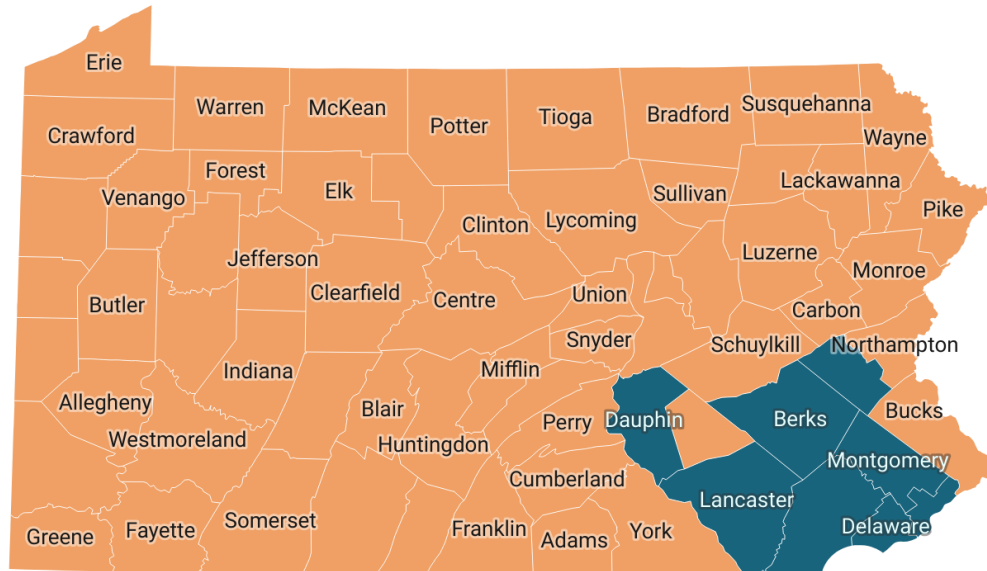 Erie
Warren
McKean
Potter
Tioga
Bradford
Susquehanna
Crawford
Wayne
Forest
Venango
Elk
Sullivan
Lackawanna
Pike
Clinton
Lycoming
Jefferson
Luzerne
Monroe
Butler
Clearfield
Centre
Union
Carbon
Snyder
Schuylkill
Northampton
Indiana
Mifflin
Allegheny
Blair
Perry
Dauphin
Berks
Bucks
Westmoreland
Huntingdon
Montgomery
Cumberland
Lancaster
Greene
Fayette
Somerset
Franklin
Adams
York
Delaware